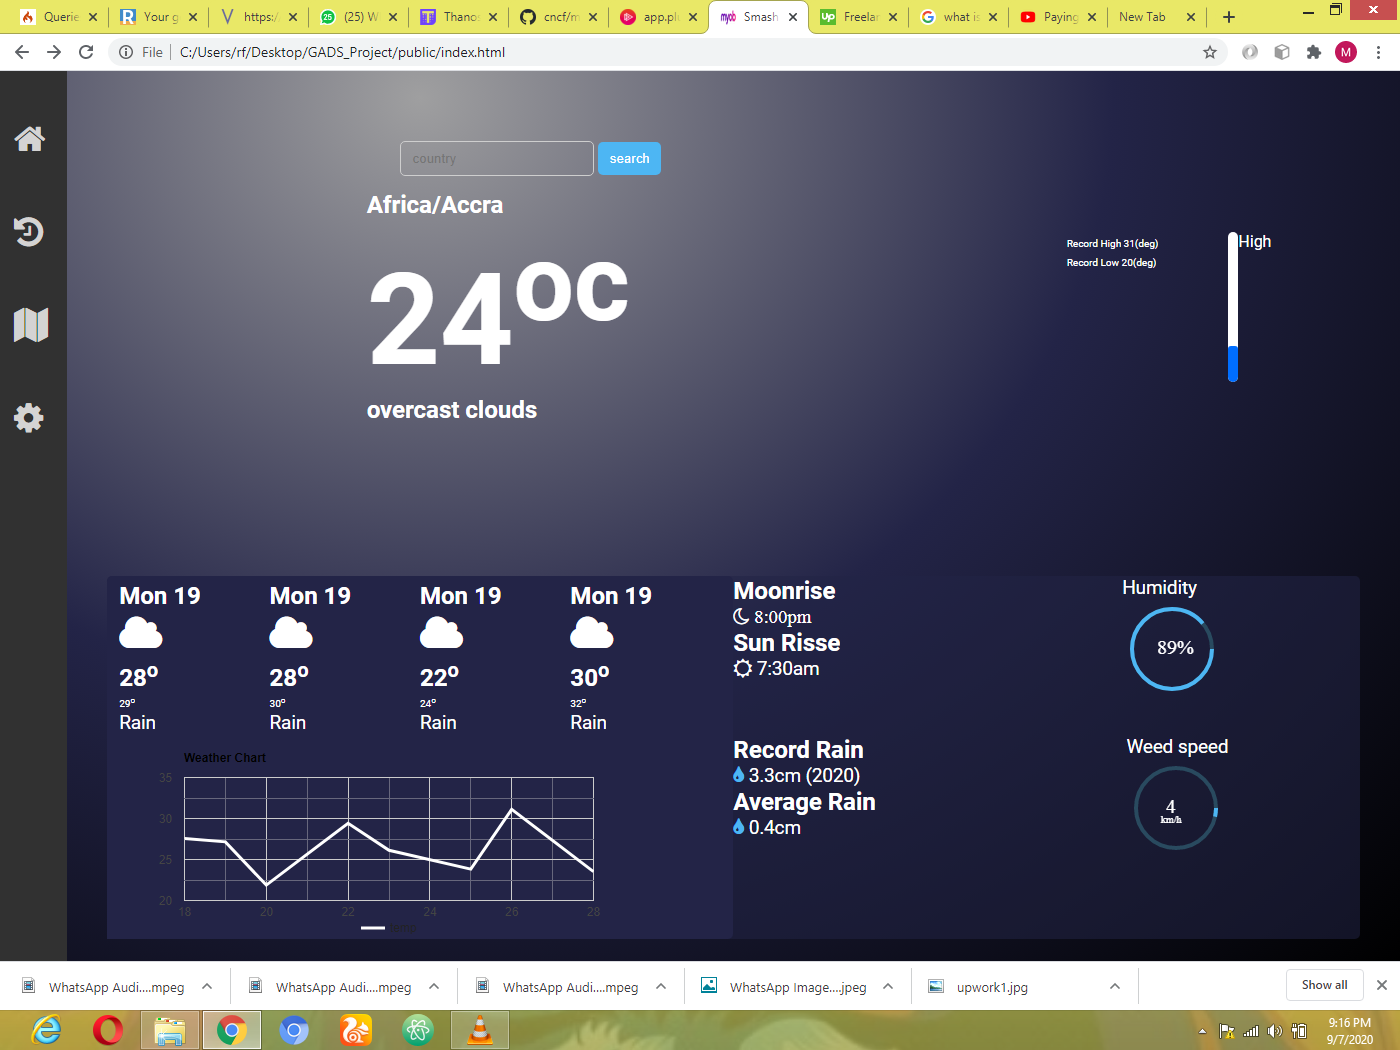 Querie
Your g
https:/
25
(25) W
Thano
cncf/m
app.plu
Smash
Up
Freelan
what is
Paying
New Tab
File
C:/Users/rf/Desktop/GADS_Project/public/index.html
M
country
search
Africa/Accra
24ºc
overcast clouds
Record High 31(deg)
Record Low 20(deg)
High
Mon 19 Mon 19 Mon 19 Mon 19
28º 28º 22º 30º
29º 30º 24º 32º
Rain Rain Rain Rain
Weather Chart
35
30
25
20
18 20 22 24 26 28
temp
Moonrise
8:00pm
Sun Risse
7:30am
Humidity
89%
Record Rain
3.3cm (2020)
Average Rain
0.4cm
Weed speed
4
km/h
WhatsApp Audi....mpeg
WhatsApp Audi....mpeg
WhatsApp Audi....mpeg
WhatsApp Image....jpeg
upwork1.jpg
Show all
9:16 PM
9/7/2020